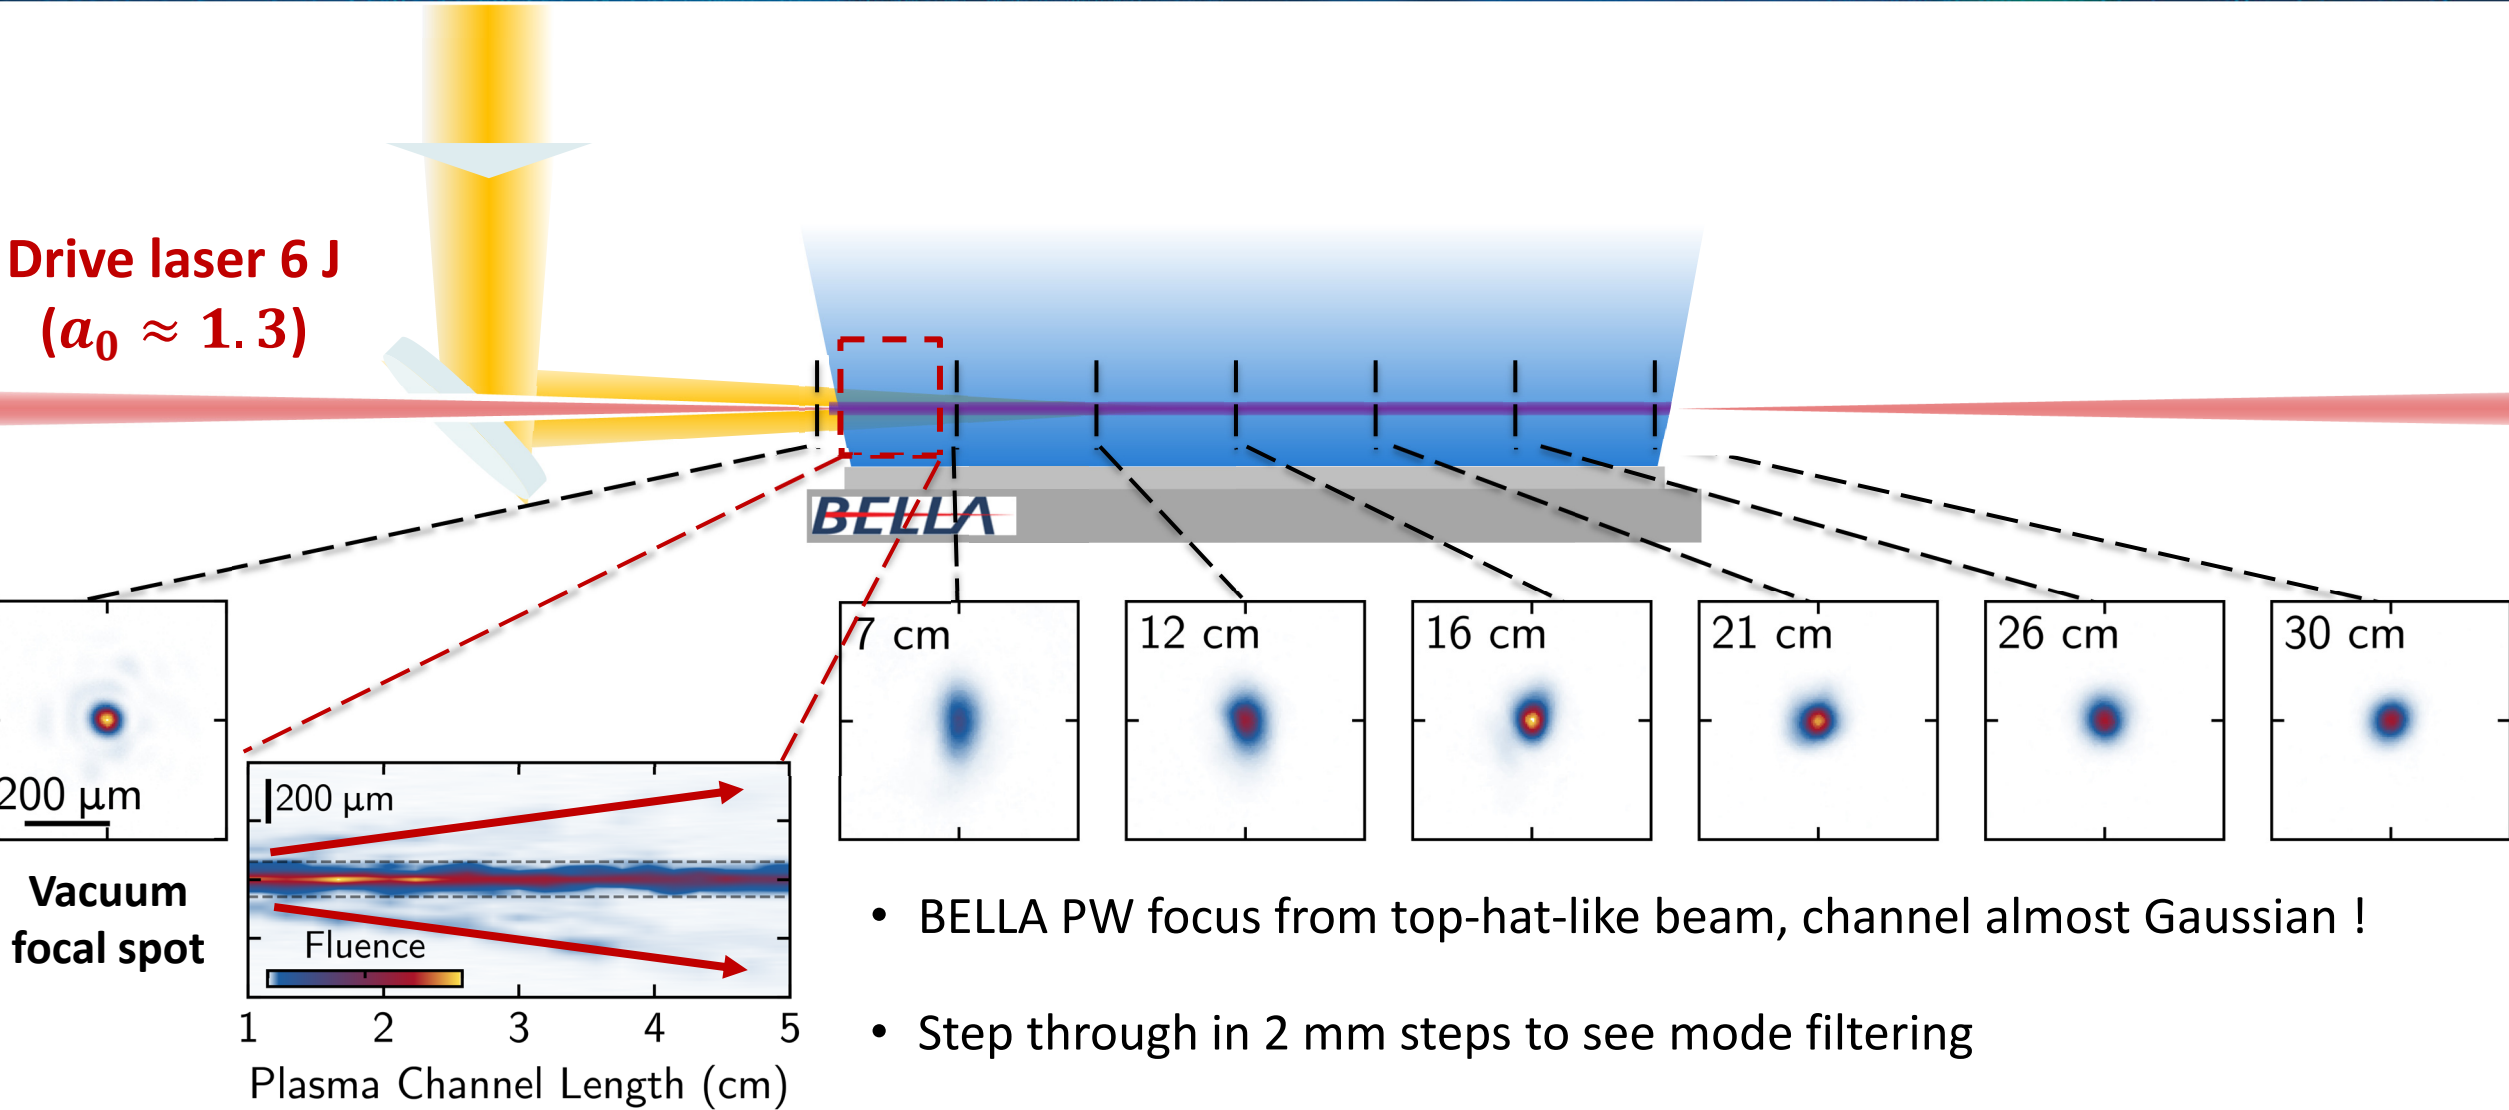 Drive laser 6 J
(a₀ ≈ 1.3)
BELLA
7 cm
12 cm
16 cm
21 cm
26 cm
30 cm
200 μm
Vacuum
focal spot
200 μm
Fluence
1 2 3 4 5
Plasma Channel Length (cm)
• BELLA PW focus from top-hat-like beam, channel almost Gaussian !
• Step through in 2 mm steps to see mode filtering